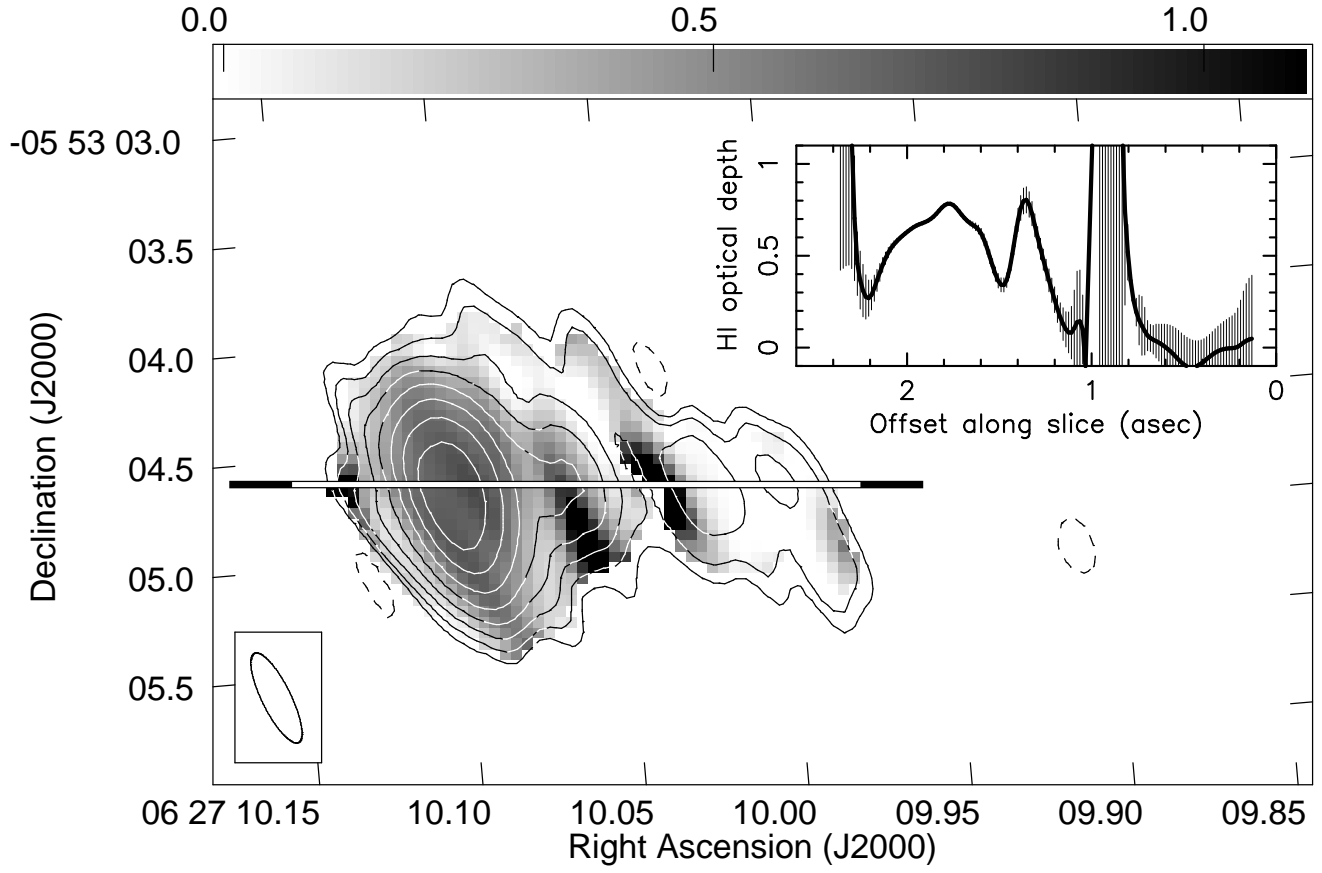 0.0 0.5 1.0
-05 53 03.0
03.5
04.0
04.5
05.0
05.5
Declination (J2000)
HI optical depth
1
0.5
0
2 1 0
Offset along slice (asec)
06 27 10.15 10.10 10.05 10.00 09.95 09.90 09.85
Right Ascension (J2000)